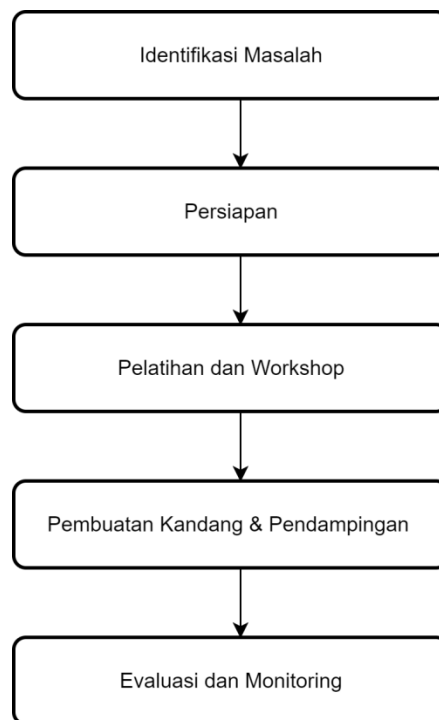 Identifikasi Masalah
Persiapan
Pelatihan dan Workshop
Pembuatan Kandang & Pendampingan
Evaluasi dan Monitoring